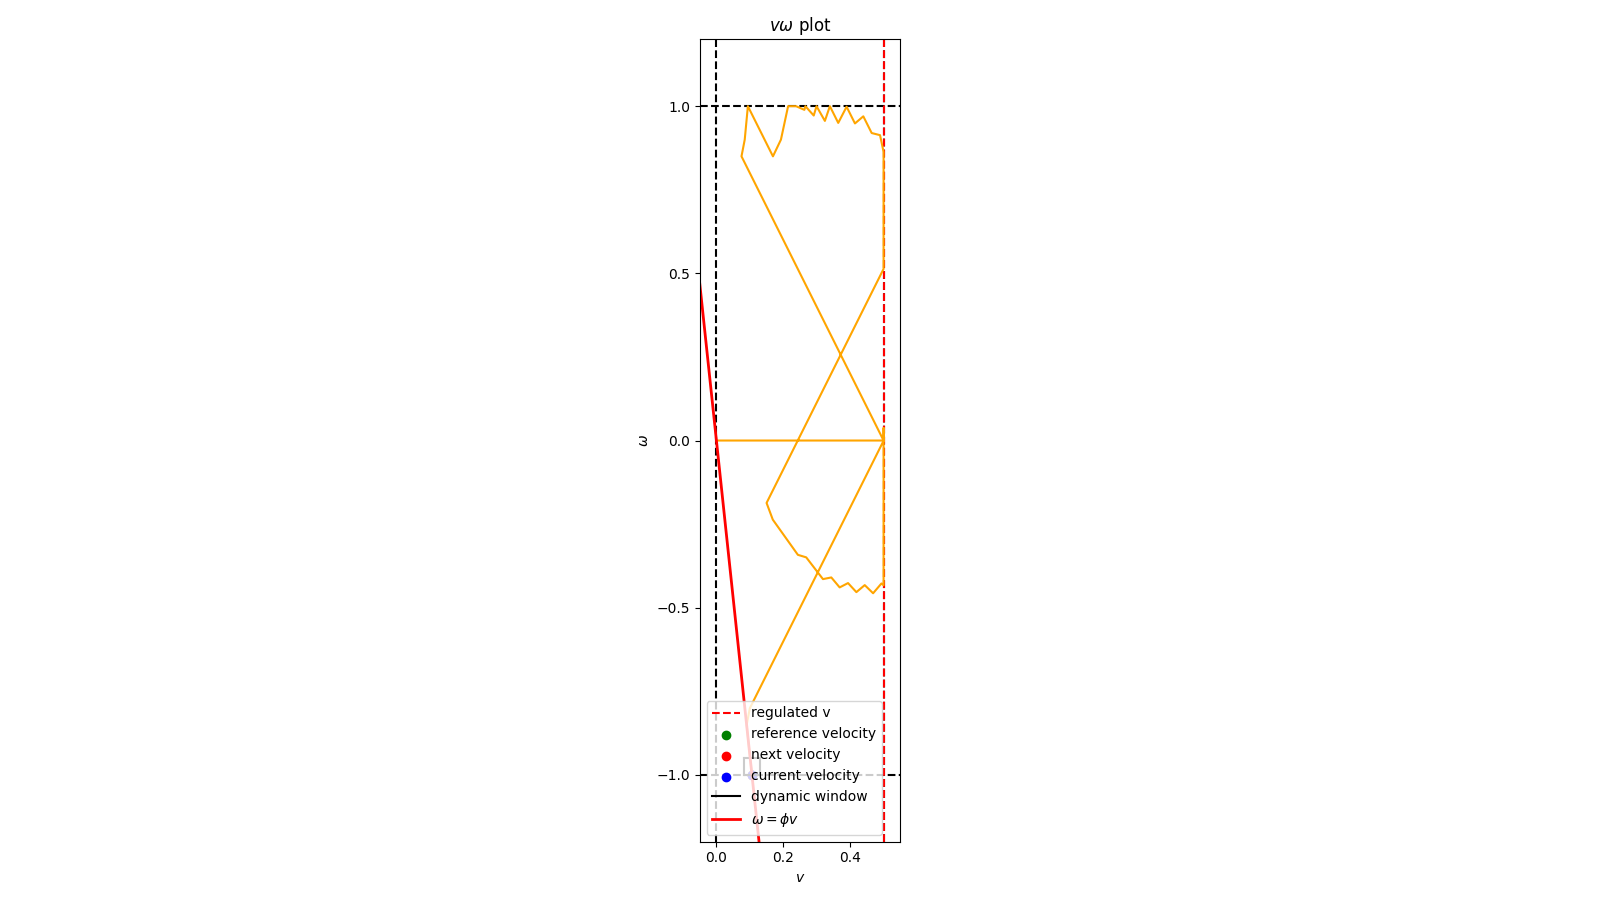 vω plot
1.0
0.5
0.0
−0.5
−1.0
ω
0.0 0.2 0.4
v
regulated v
reference velocity
next velocity
current velocity
dynamic window
ω = ϕv